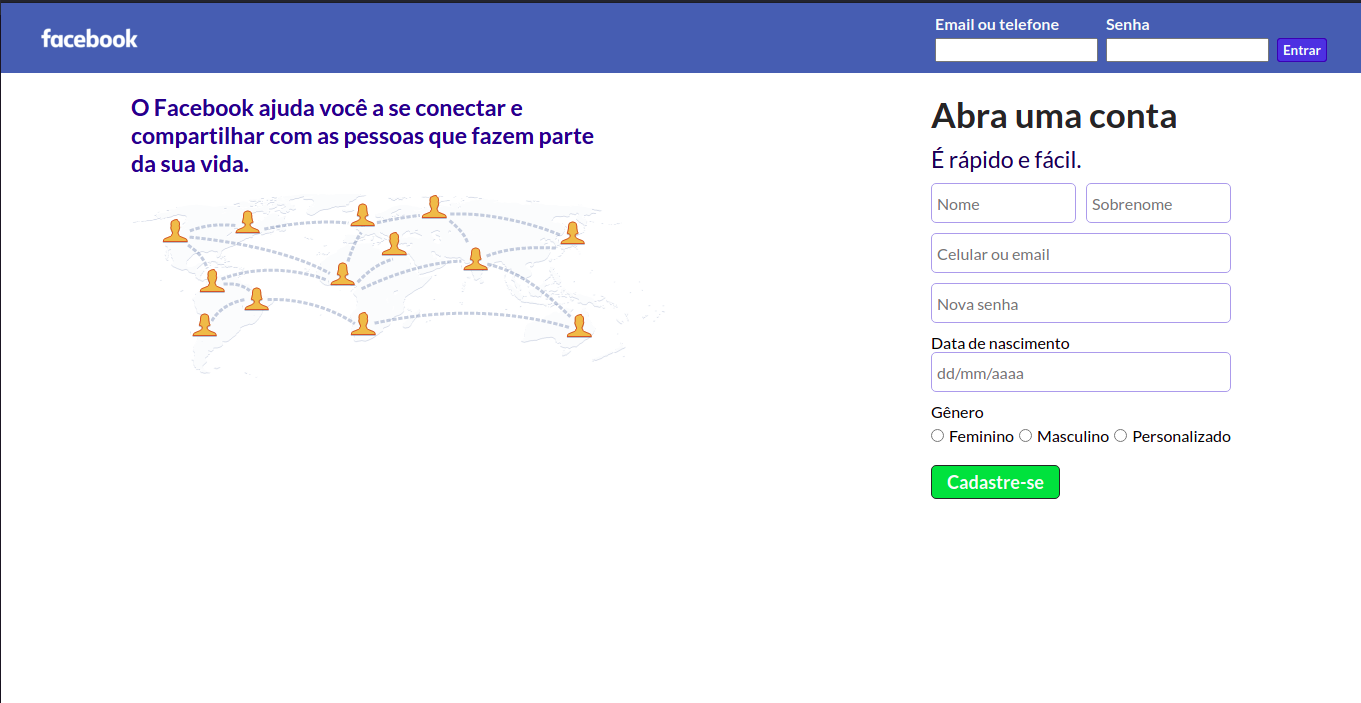 facebook
Email ou telefone
Senha
Entrar
O Facebook ajuda você a se conectar e
compartilhar com as pessoas que fazem parte
da sua vida.
Abra uma conta
É rápido e fácil.
Nome
Sobrenome
Celular ou email
Nova senha
Data de nascimento
dd/mm/aaaa
Gênero
Feminino Masculino Personalizado
Cadastre-se